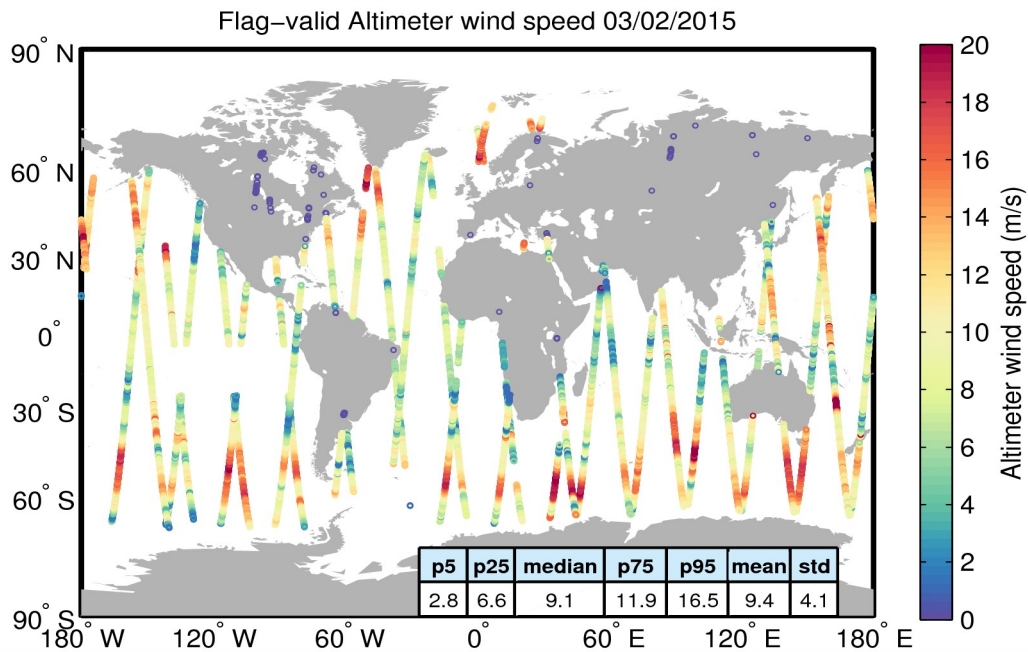 Flag−valid Altimeter wind speed 03/02/2015
90° N
60° N
30° N
0°
30° S
60° S
90° S
180° W
120° W
60° W
0°
60° E
120° E
180° E
p5 p25 median p75 p95 mean std
2.8 6.6 9.1 11.9 16.5 9.4 4.1
20
18
16
14
12
10
8
6
4
2
0
Altimeter wind speed (m/s)